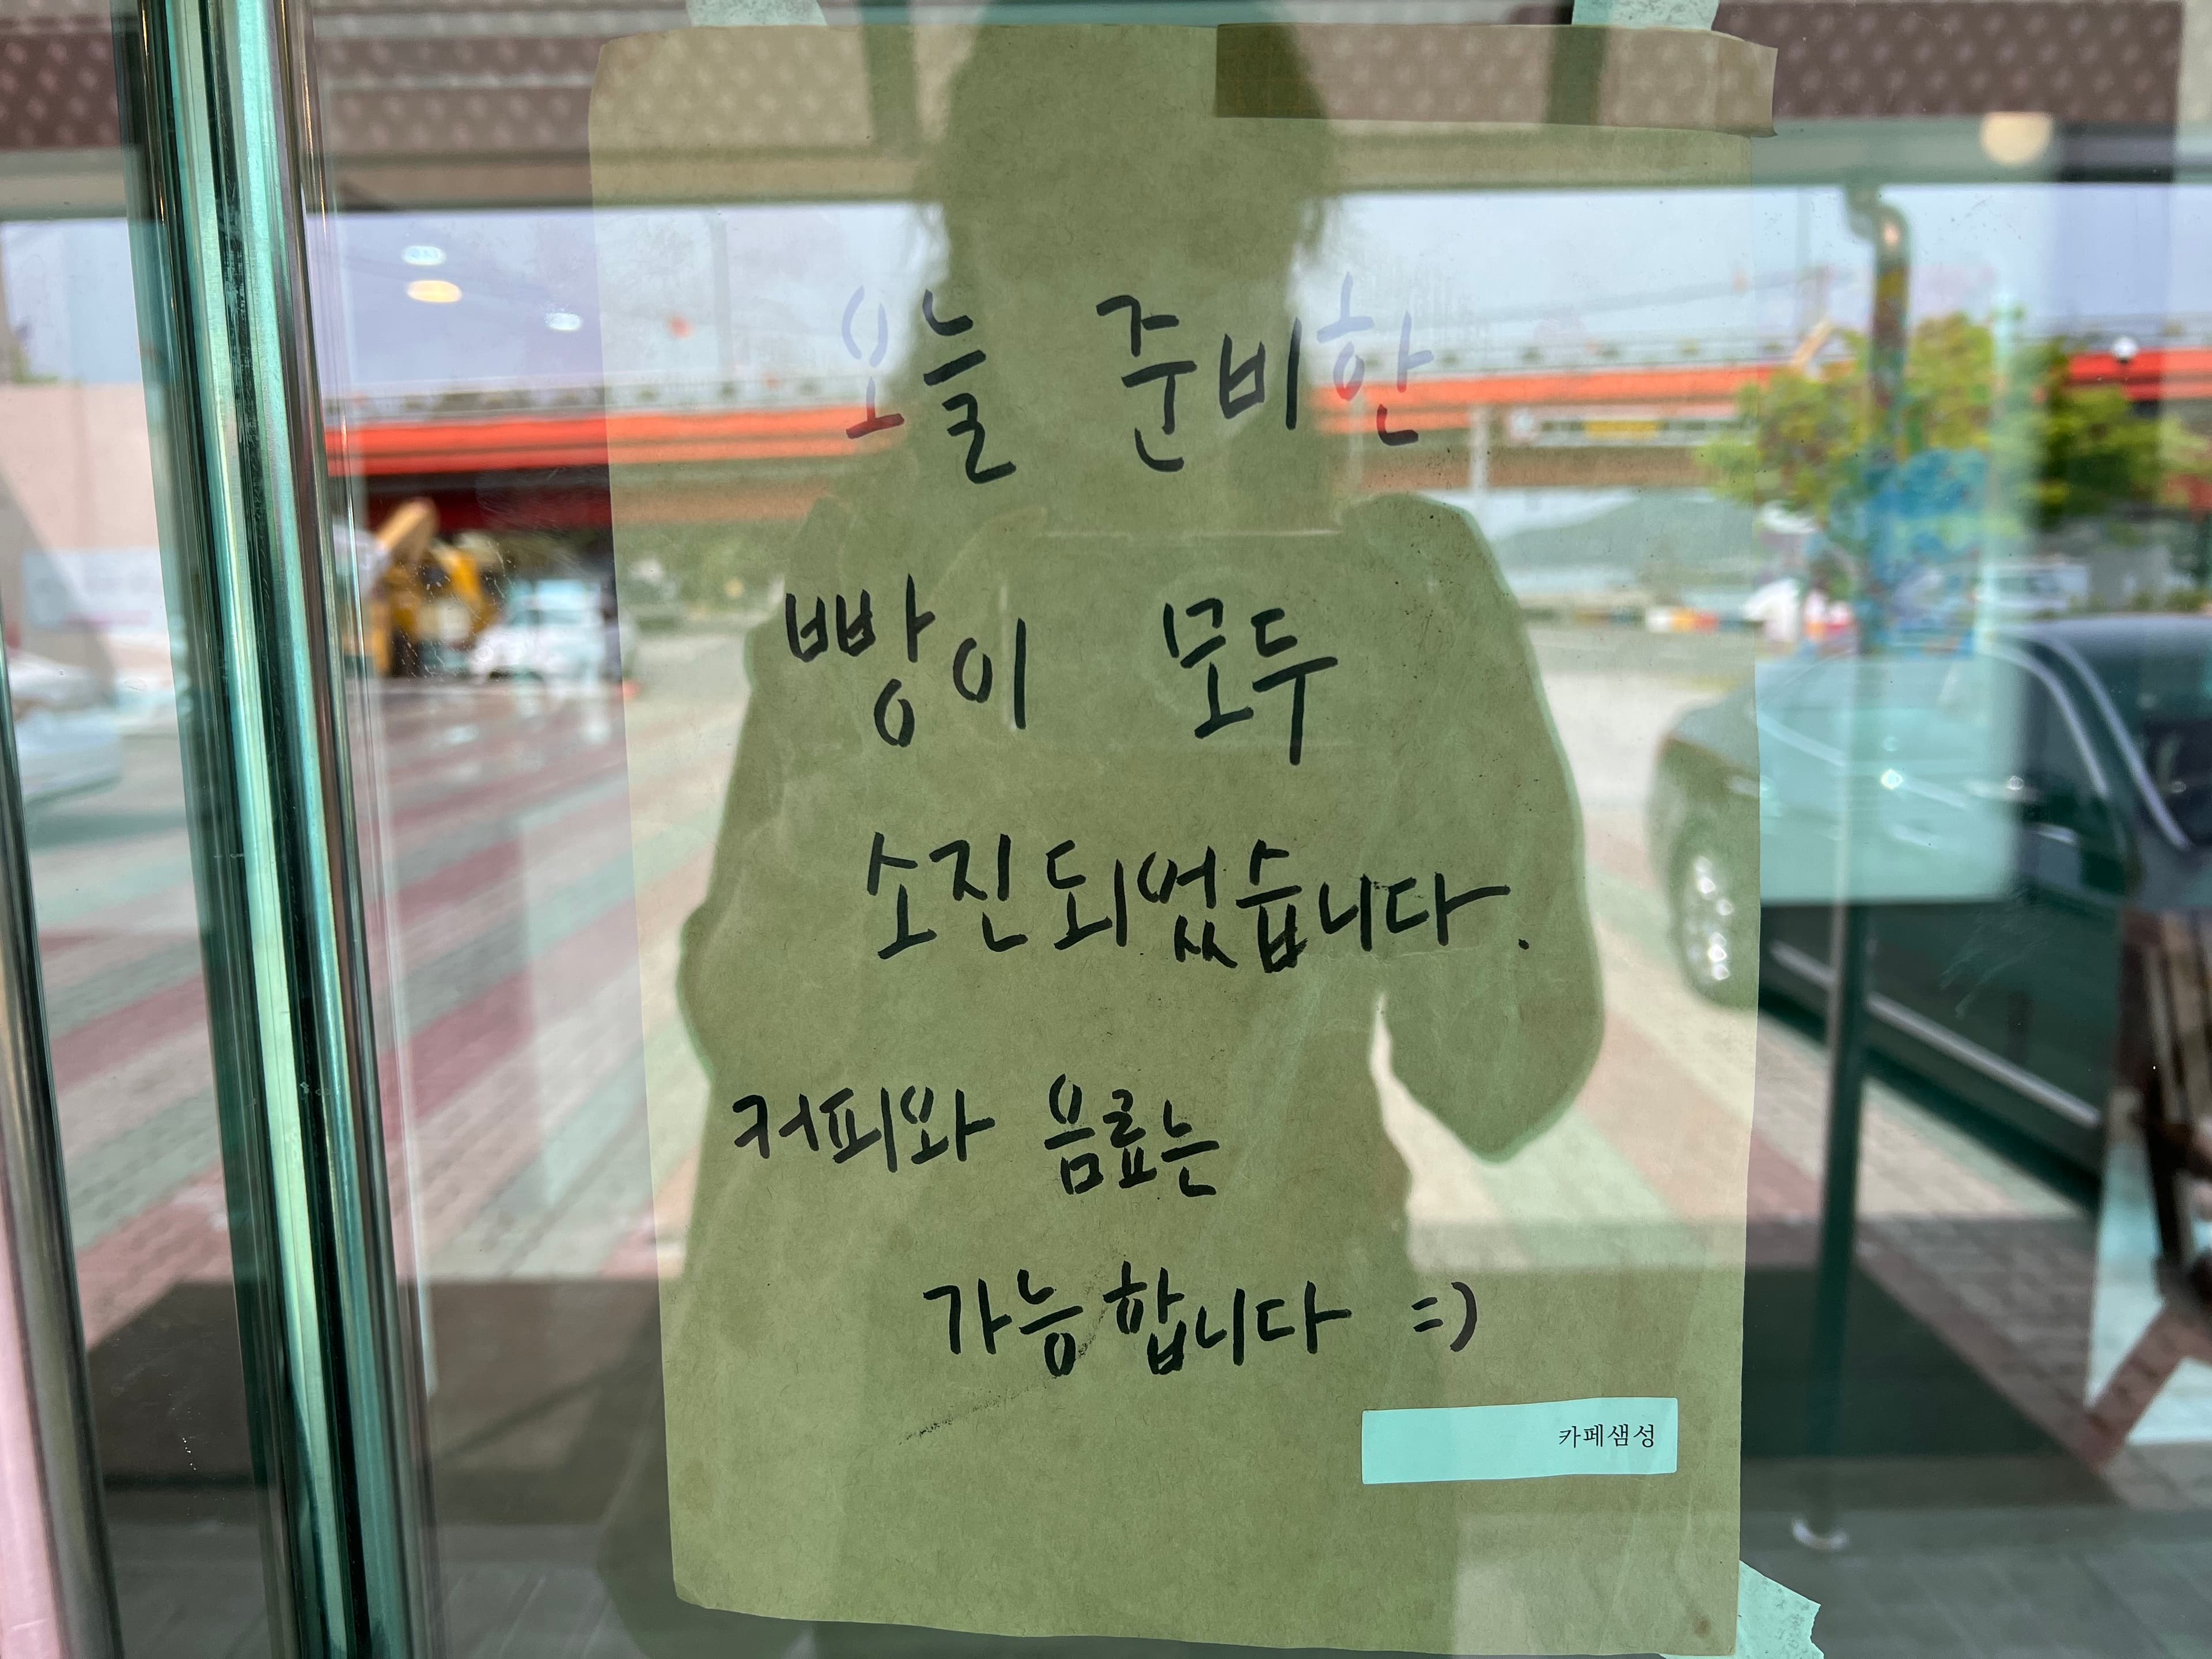 오늘 준비한
빵이 모두
소진되었습니다.
커피와 음료는
가능합니다 =)
카페샘성